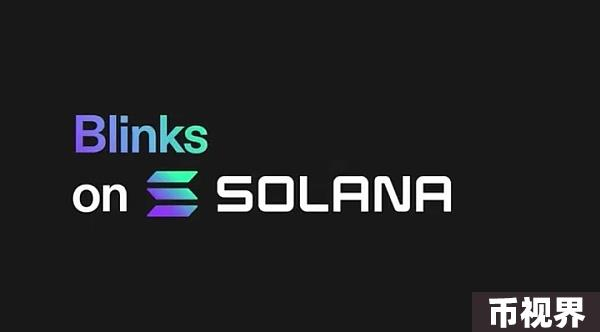 Blinks
on SOLANA
币视界